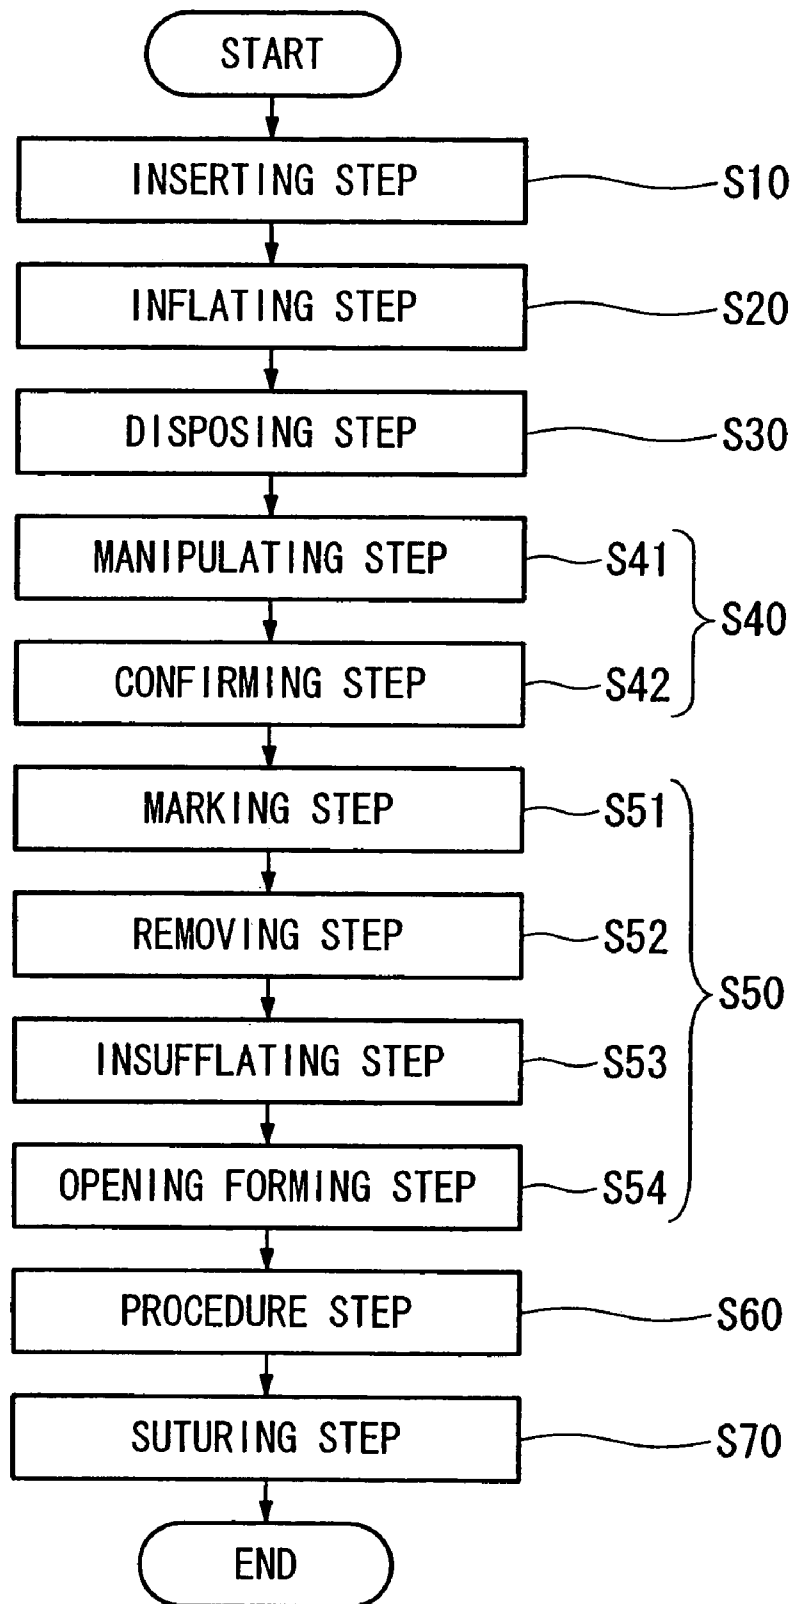 START
INSERTING STEP
S10
INFLATING STEP
S20
DISPOSING STEP
S30
MANIPULATING STEP
S41
S40
CONFIRMING STEP
S42
MARKING STEP
S51
REMOVING STEP
S52
S50
INSUFFLATING STEP
S53
OPENING FORMING STEP
S54
PROCEDURE STEP
S60
SUTURING STEP
S70
END